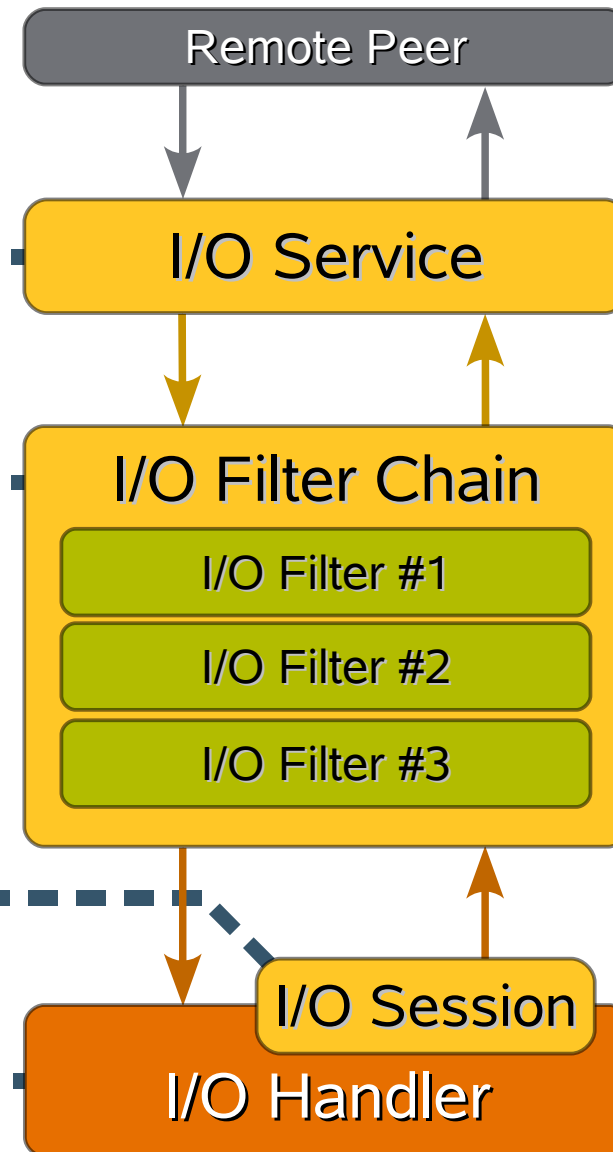 Remote Peer
I/O Service
I/O Filter Chain
I/O Filter #1
I/O Filter #2
I/O Filter #3
I/O Session
I/O Handler